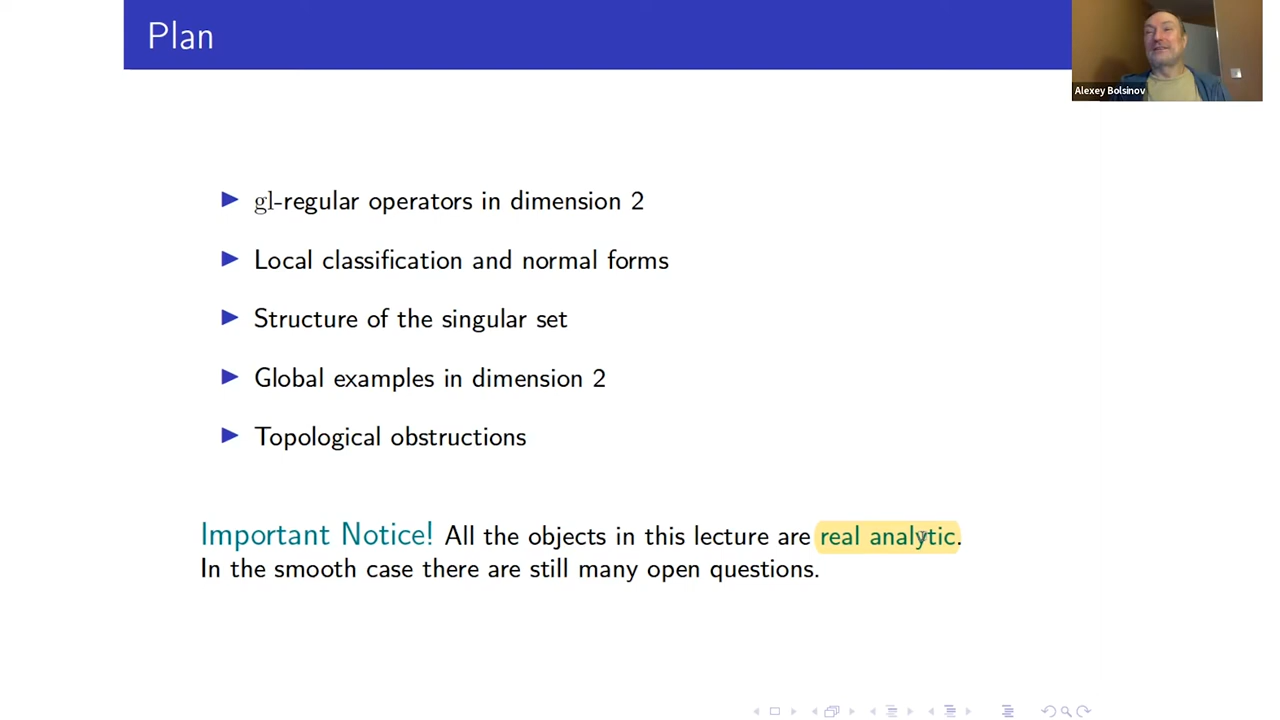 Plan
Alexey Bolsinov
gl-regular operators in dimension 2
Local classification and normal forms
Structure of the singular set
Global examples in dimension 2
Topological obstructions
Important Notice! All the objects in this lecture are real analytic.
In the smooth case there are still many open questions.